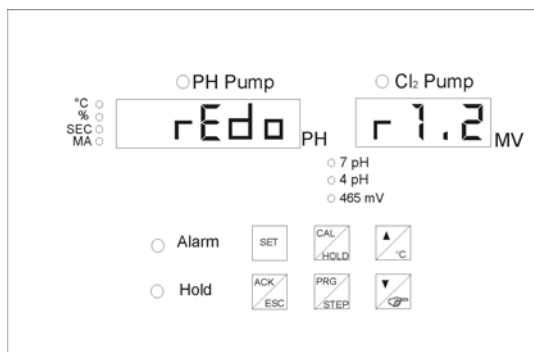 PH Pump
Cl₂ Pump
°C
%
SEC
MA
rEdo PH
r1.2 MV
7 pH
4 pH
465 mV
Alarm
SET
CAL/HOLD
▲/°C
Hold
ACK/ESC
PRG/STEP
▼